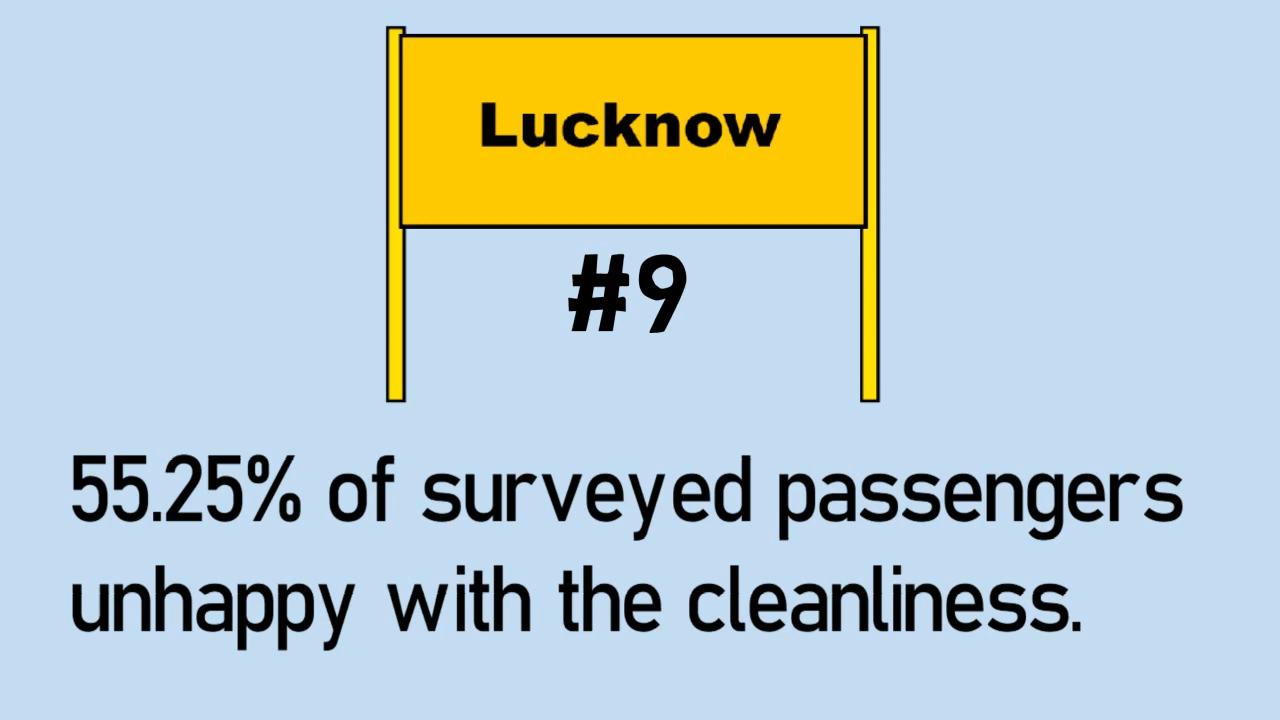 Lucknow
#9
55.25% of surveyed passengers
unhappy with the cleanliness.